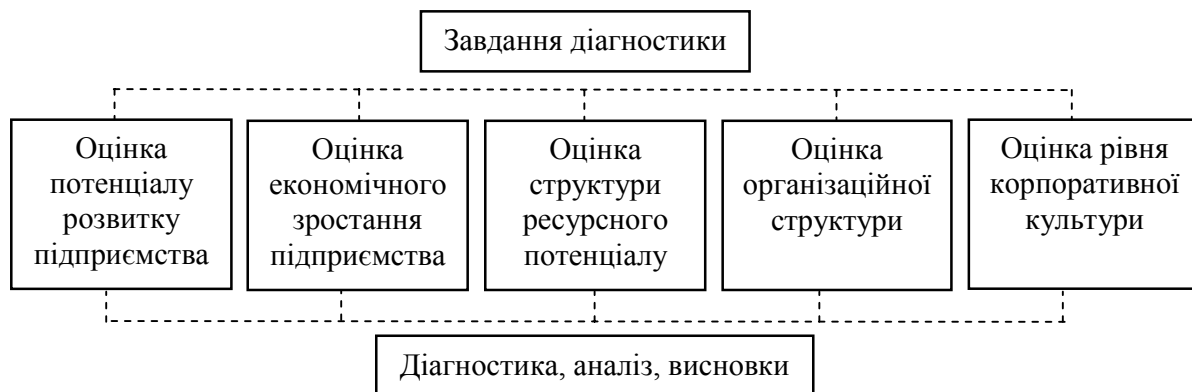 Завдання діагностики
Оцінка
потенціалу
розвитку
підприємства
Оцінка
економічного
зростання
підприємства
Оцінка
структури
ресурсного
потенціалу
Оцінка
організаційної
структури
Оцінка рівня
корпоративної
культури
Діагностика, аналіз, висновки